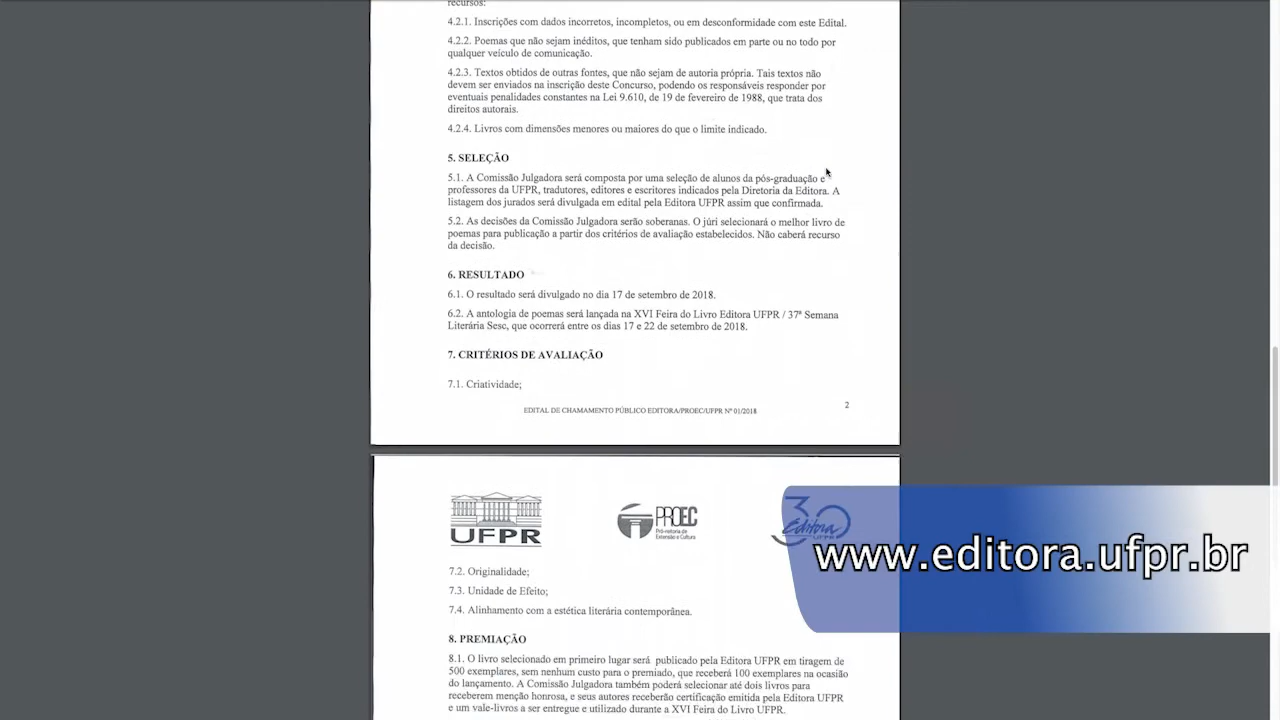 recursos:
4.2.1. Inscrições com dados incorretos, incompletos, ou em desconformidade com este Edital.
4.2.2. Poemas que não sejam inéditos, que tenham sido publicados em parte ou no todo por
qualquer veículo de comunicação.
4.2.3. Textos obtidos de outras fontes, que não sejam de autoria própria. Tais textos não
devem ser enviados na inscrição deste Concurso, podendo os responsáveis responder por
eventuais penalidades constantes na Lei 9.610, de 19 de fevereiro de 1988, que trata dos
direitos autorais.
4.2.4. Livros com dimensões menores ou maiores do que o limite indicado.
5. SELEÇÃO
5.1. A Comissão Julgadora será composta por uma seleção de alunos da pós-graduação e
professores da UFPR, tradutores, editores e escritores indicados pela Diretoria da Editora. A
listagem dos jurados será divulgada em edital pela Editora UFPR assim que confirmada.
5.2. As decisões da Comissão Julgadora serão soberanas. O júri selecionará o melhor livro de
poemas para publicação a partir dos critérios de avaliação estabelecidos. Não caberá recurso
da decisão.
6. RESULTADO
6.1. O resultado será divulgado no dia 17 de setembro de 2018.
6.2. A antologia de poemas será lançada na XVI Feira do Livro Editora UFPR / 37ª Semana
Literária Sesc, que ocorrerá entre os dias 17 e 22 de setembro de 2018.
7. CRITÉRIOS DE AVALIAÇÃO
7.1. Criatividade;
2
EDITAL DE CHAMAMENTO PÚBLICO EDITORA/PROEC/UFPR Nº 01/2018
UFPR
PROEC
Pró-reitoria de
Extensão e Cultura
30
Editora
UFPR
www.editora.ufpr.br
7.2. Originalidade;
7.3. Unidade de Efeito;
7.4. Alinhamento com a estética literária contemporânea.
8. PREMIAÇÃO
8.1. O livro selecionado em primeiro lugar será publicado pela Editora UFPR em tiragem de
500 exemplares, sem nenhum custo para o premiado, que receberá 100 exemplares na ocasião
do lançamento. A Comissão Julgadora também poderá selecionar até dois livros para
receberem menção honrosa, e seus autores receberão certificação emitida pela Editora UFPR
e um vale-livros a ser entregue e utilizado durante a XVI Feira do Livro UFPR.